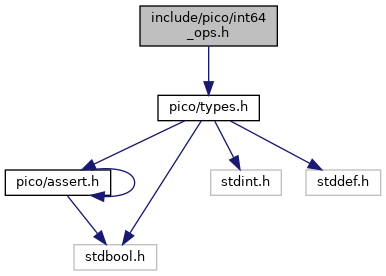 include/pico/int64
_ops.h
pico/types.h
pico/assert.h
stdint.h
stddef.h
stdbool.h